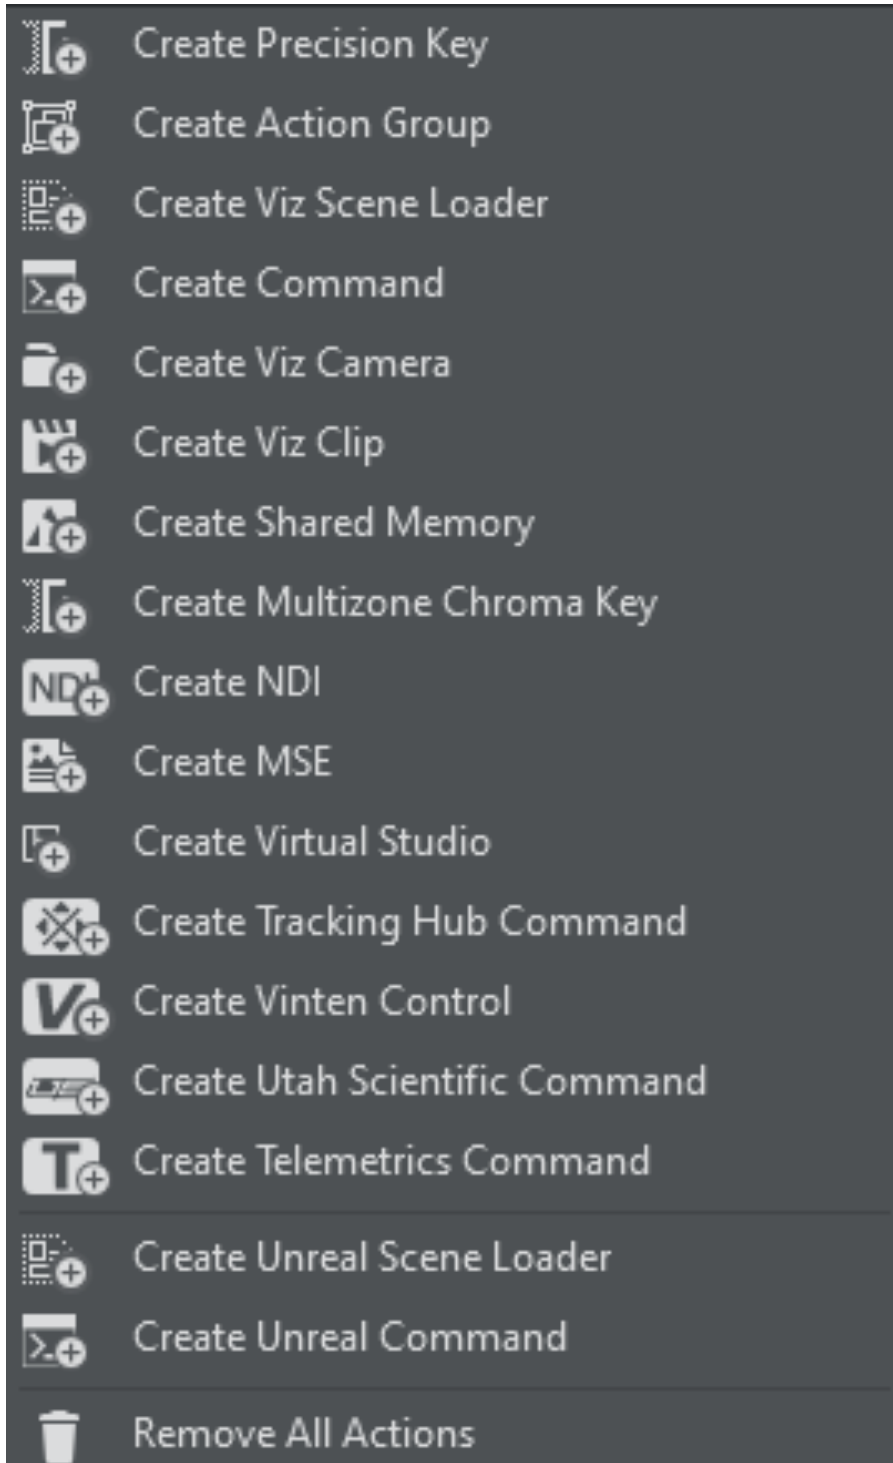 Create Precision Key
Create Action Group
Create Viz Scene Loader
Create Command
Create Viz Camera
Create Viz Clip
Create Shared Memory
Create Multizone Chroma Key
NDI Create NDI
Create MSE
Create Virtual Studio
Create Tracking Hub Command
V Create Vinten Control
Create Utah Scientific Command
T Create Telemetrics Command
Create Unreal Scene Loader
Create Unreal Command
Remove All Actions